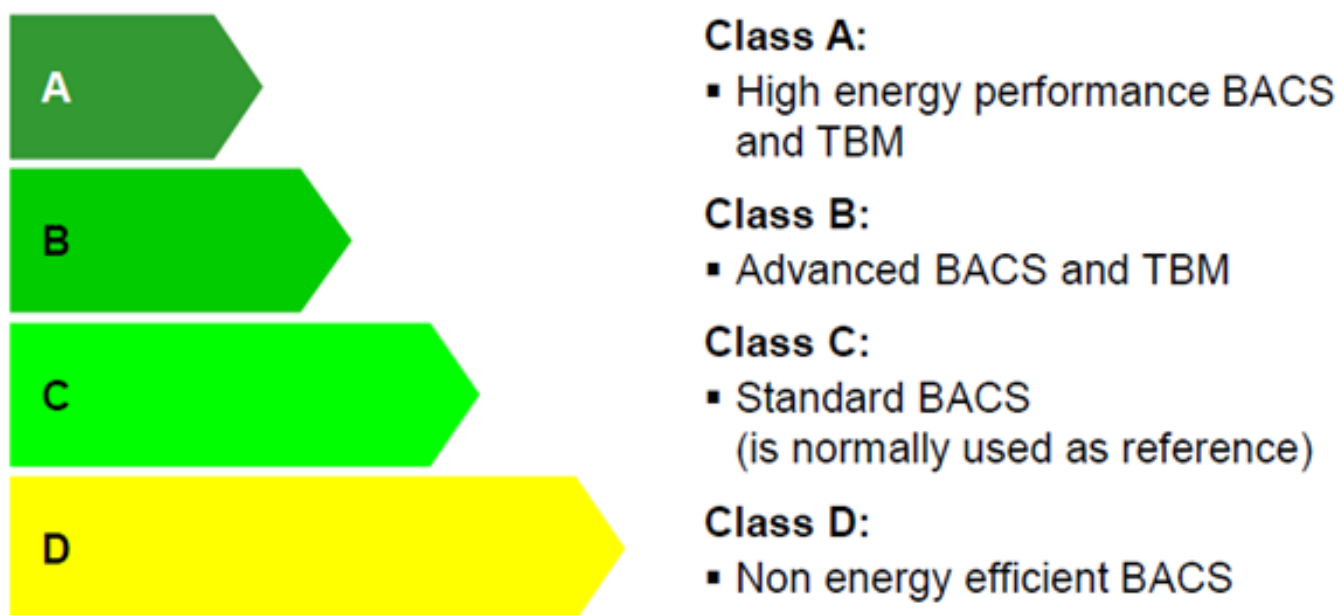 A
Class A:
▪ High energy performance BACS
and TBM
B
Class B:
▪ Advanced BACS and TBM
C
Class C:
▪ Standard BACS
(is normally used as reference)
D
Class D:
▪ Non energy efficient BACS